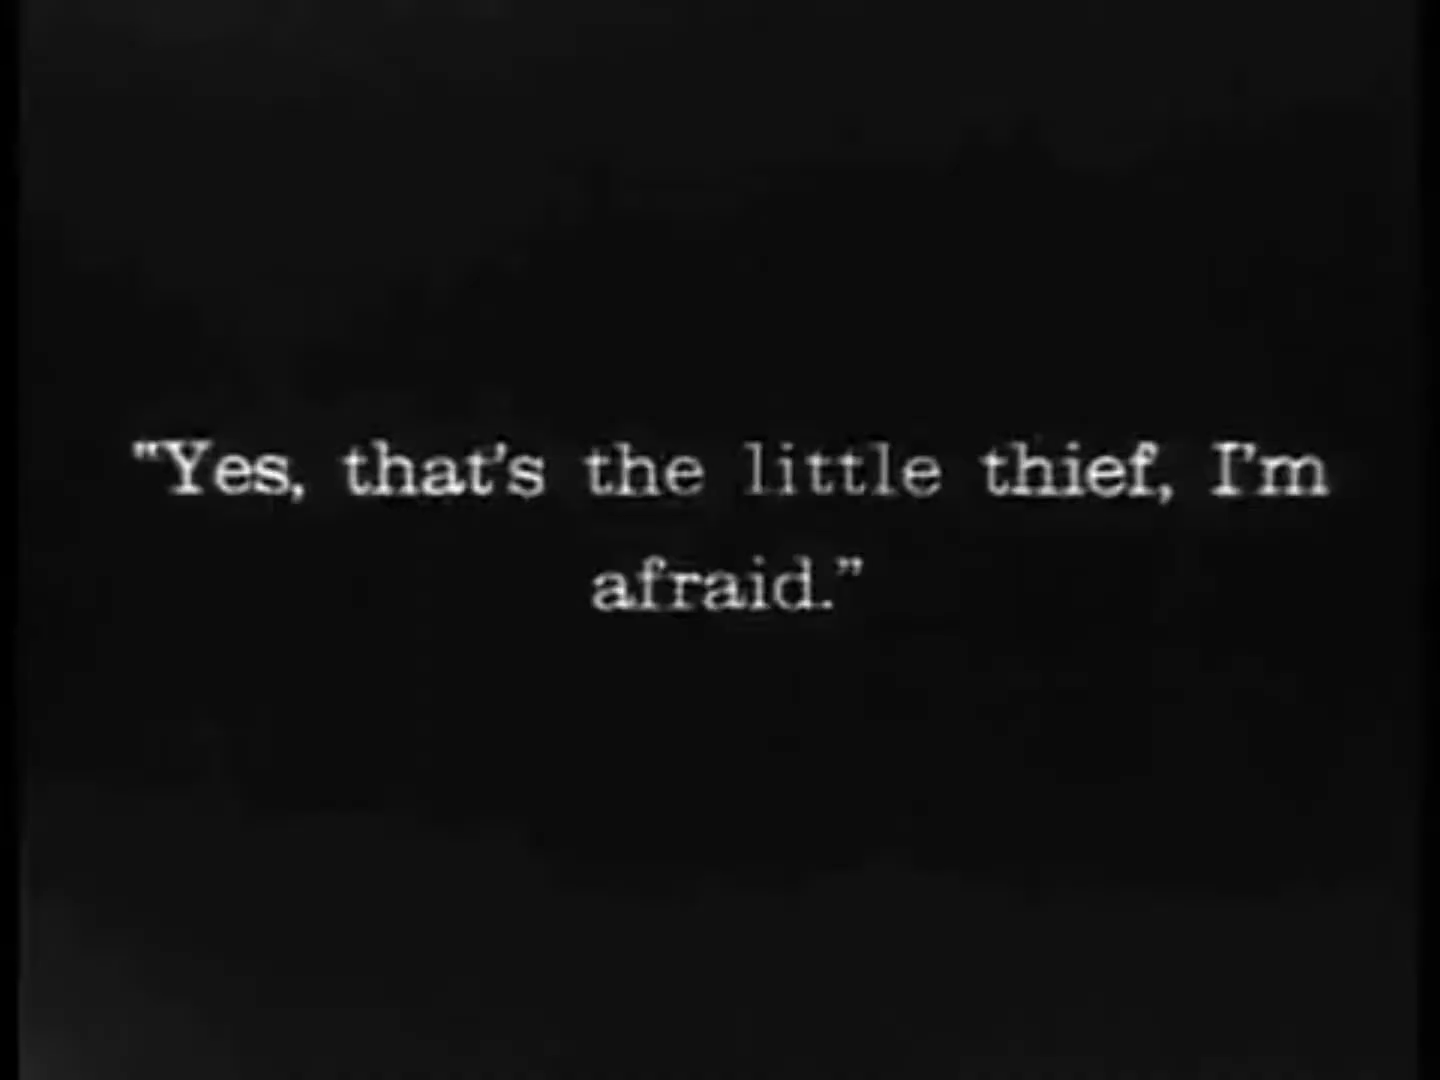 "Yes, that's the little thief, I'm
afraid."